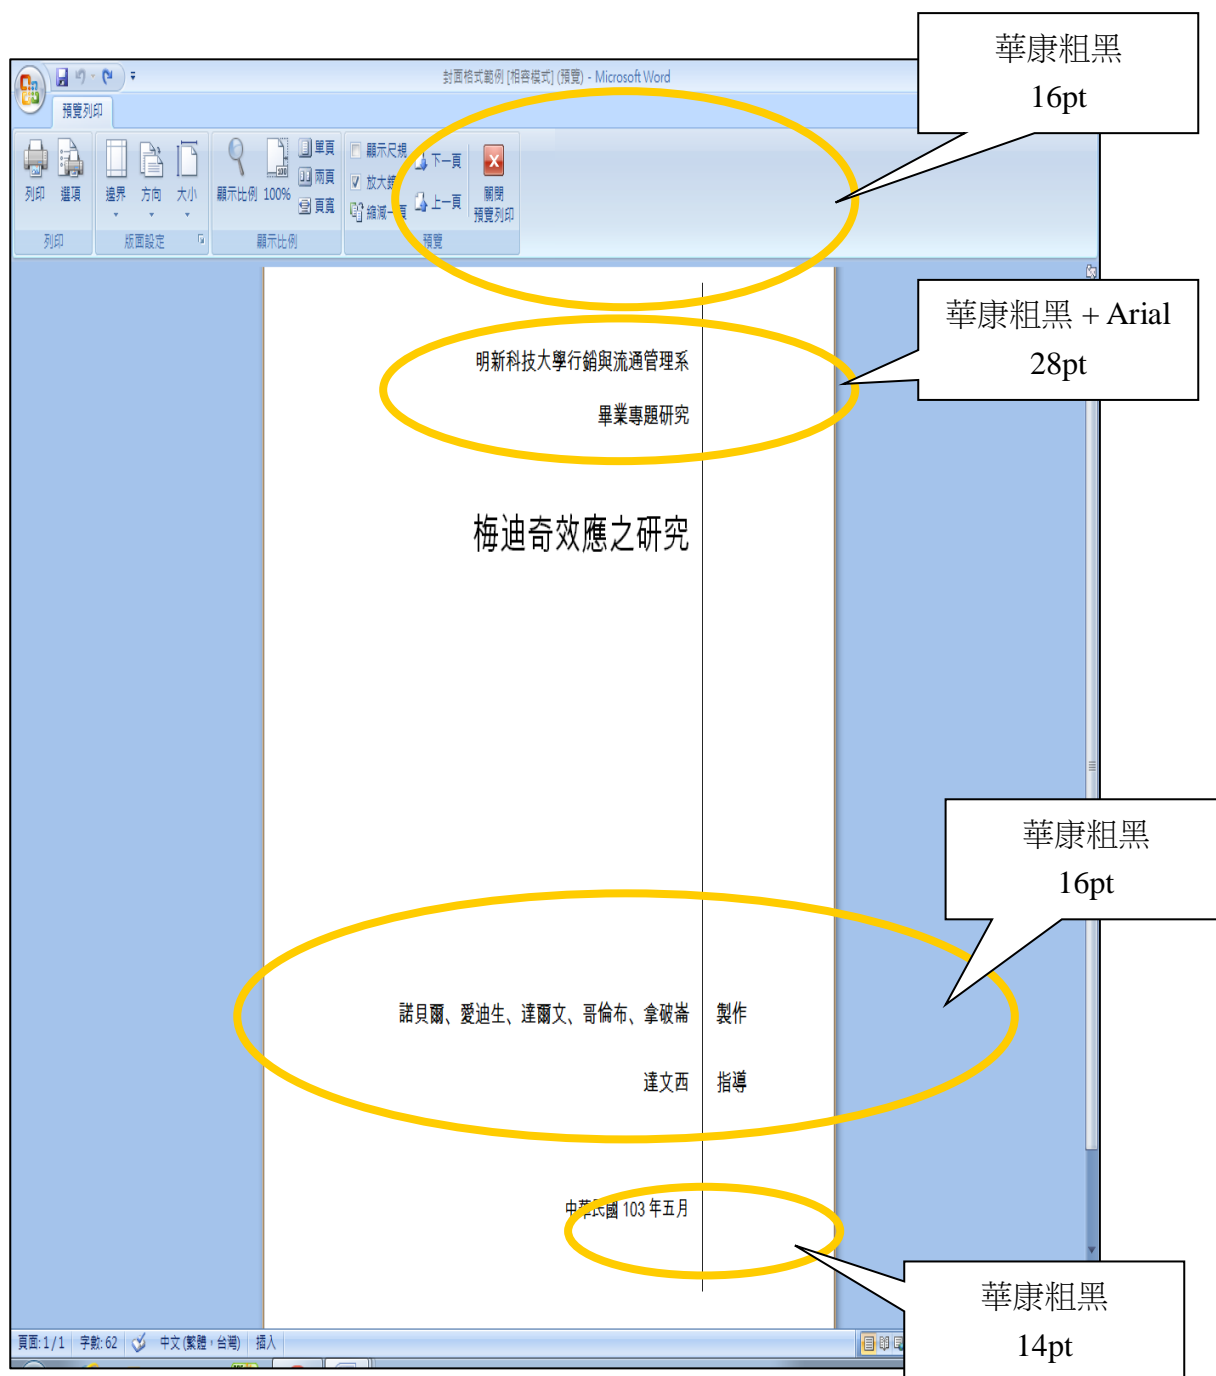 華康粗黑
16pt
封面格式範例 [相容模式] (預覽) - Microsoft Word
預覽列印
列印
選項
邊界
方向
大小
顯示比例
100%
單頁
兩頁
頁寬
顯示尺規
放大鏡
縮減一頁
下一頁
上一頁
關閉
預覽列印
列印
版面設定
顯示比例
預覽
華康粗黑 + Arial
28pt
明新科技大學行銷與流通管理系
畢業專題研究
梅迪奇效應之研究
華康粗黑
16pt
諾貝爾、愛迪生、達爾文、哥倫布、拿破崙 製作
達文西 指導
中華民國 103 年五月
華康粗黑
14pt
頁面: 1/1 字數: 62 中文 (繁體，台灣) 插入